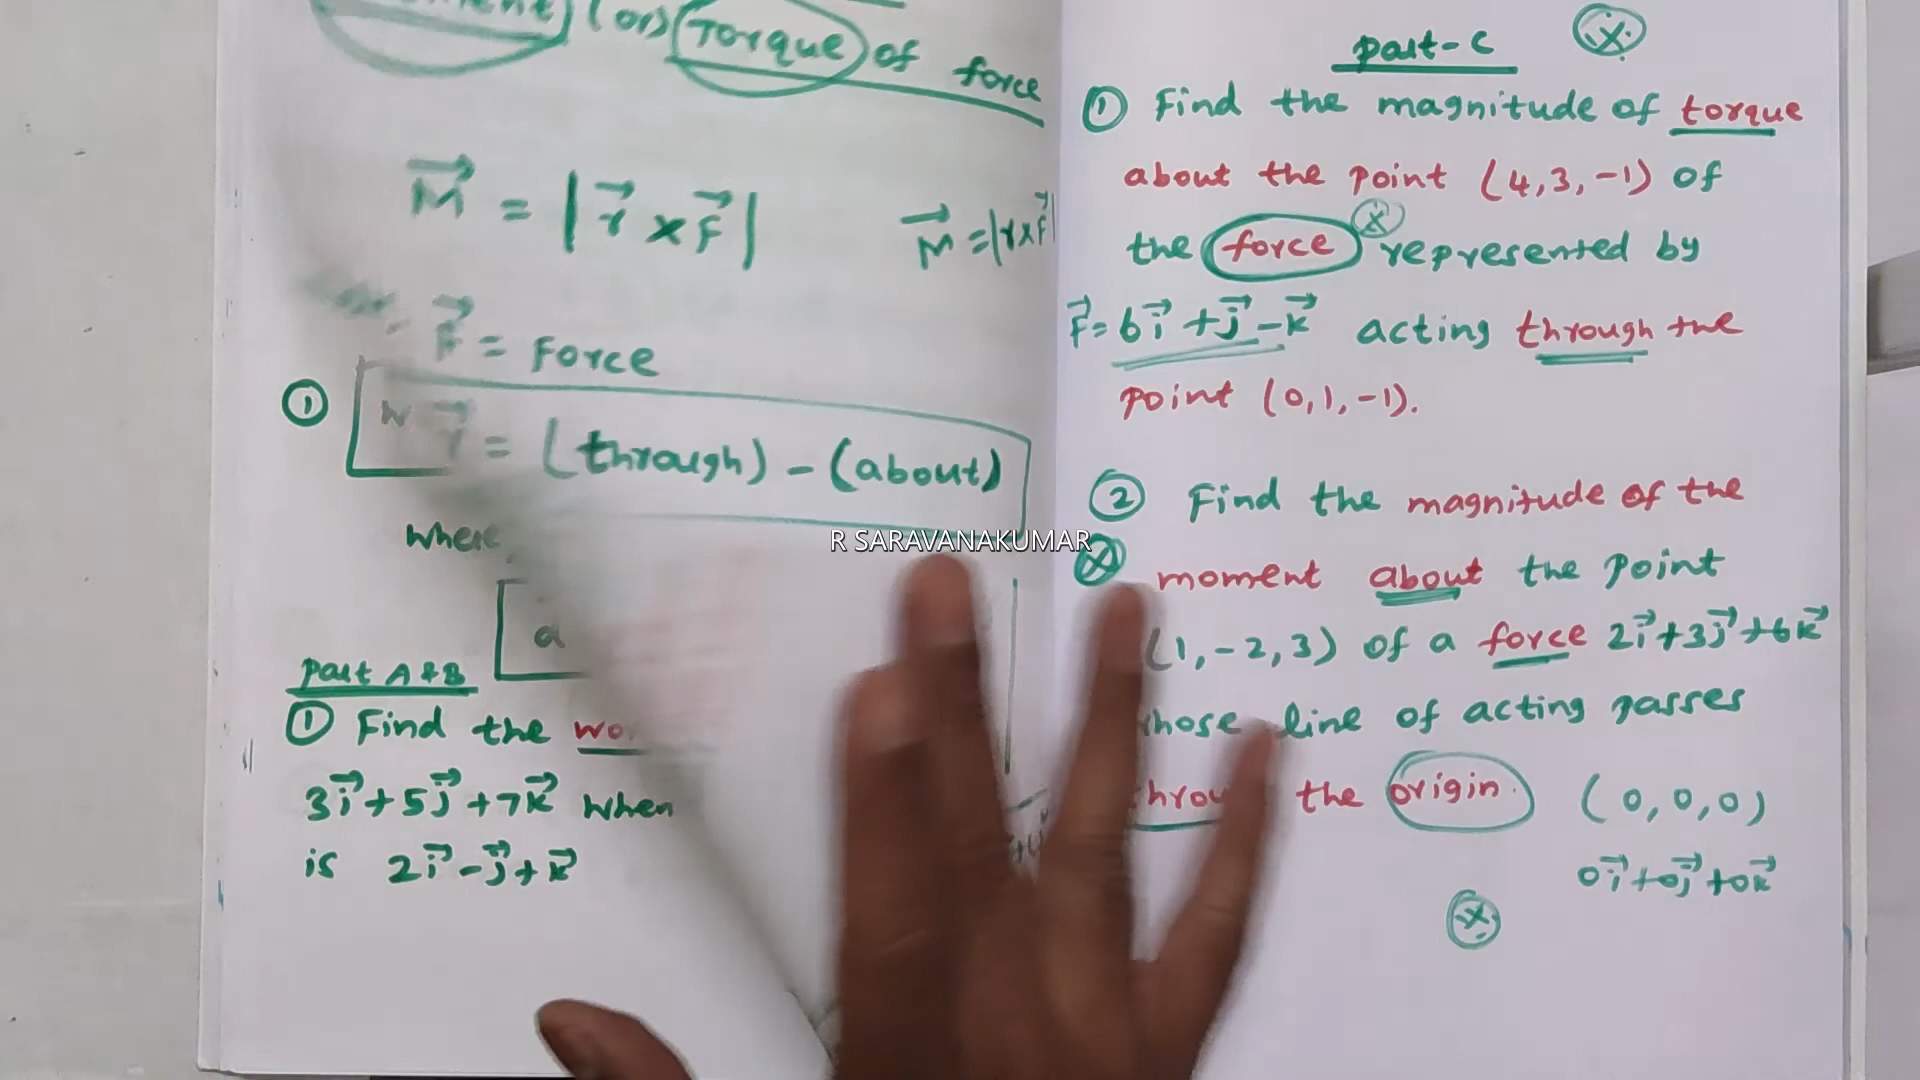 (or) Torque of force
M⃗ = |r⃗ × F⃗|
M⃗ = |r×F⃗|
F⃗ = Force
①
r⃗ = (through) - (about)
where,
Part A & B
① Find the
3i⃗ + 5j⃗ + 7k⃗ when
is 2i⃗ - j⃗ + k⃗
part-C
① Find the magnitude of torque
about the point (4,3,-1) of
the force represented by
F⃗ = 6i⃗ + j⃗ - k⃗ acting through the
point (0,1,-1).
② Find the magnitude of the
moment about the point
(1,-2,3) of a force 2i⃗+3j⃗+6k⃗
line of acting passes
the origin. (0,0,0)
0i⃗+0j⃗+0k⃗
R SARAVANAKUMAR